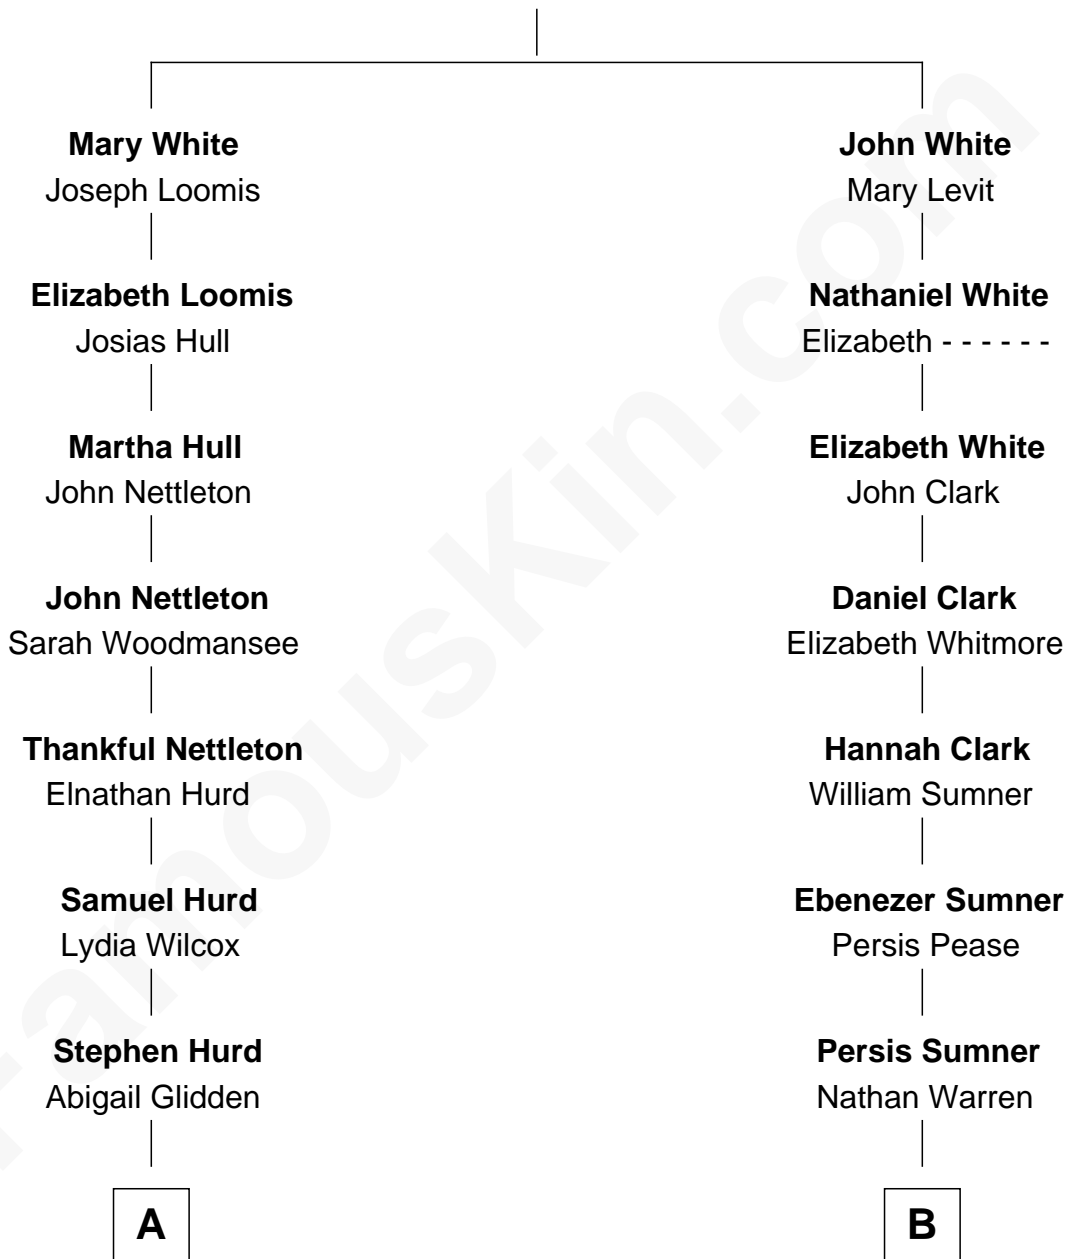 Mary White
Joseph Loomis
Elizabeth Loomis
Josias Hull
Martha Hull
John Nettleton
John Nettleton
Sarah Woodmansee
Thankful Nettleton
Elnathan Hurd
Samuel Hurd
Lydia Wilcox
Stephen Hurd
Abigail Glidden
A
John White
Mary Levit
Nathaniel White
Elizabeth - - - - - -
Elizabeth White
John Clark
Daniel Clark
Elizabeth Whitmore
Hannah Clark
William Sumner
Ebenezer Sumner
Persis Pease
Persis Sumner
Nathan Warren
B
FamousKin.com